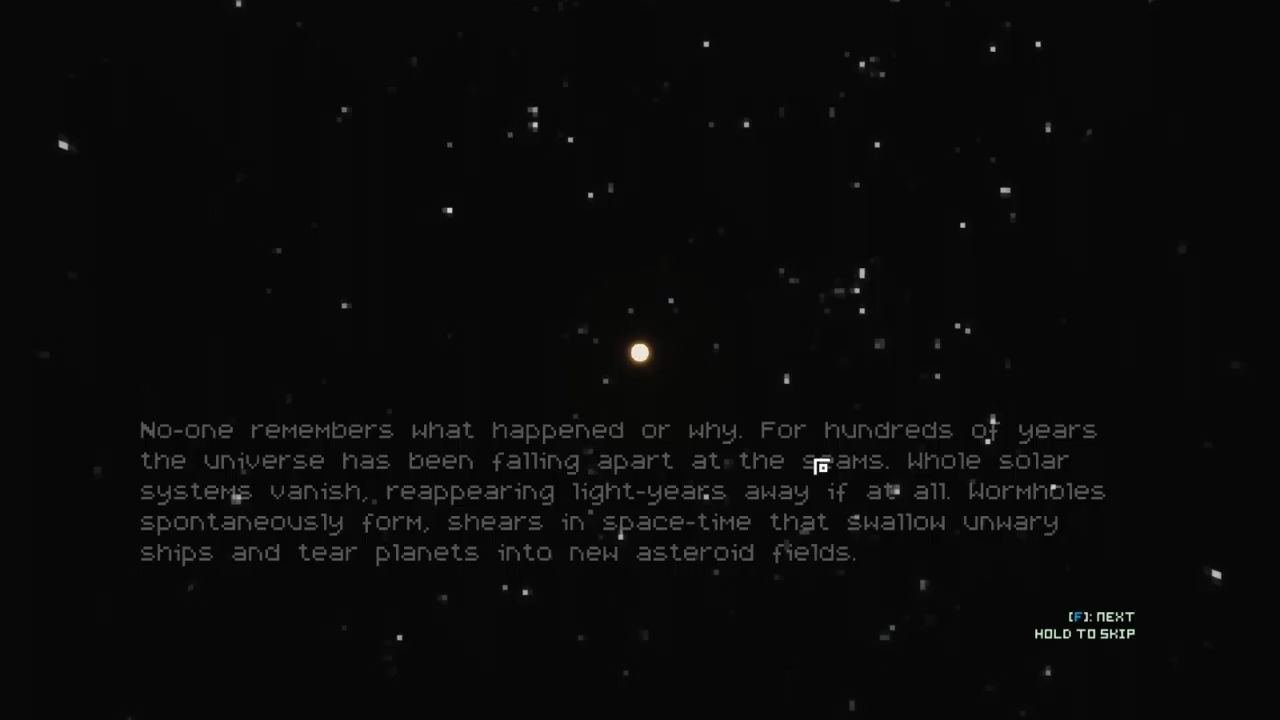 No-one remembers what happened or why. For hundreds of years
the universe has been falling apart at the seams. Whole solar
systems vanish, reappearing light-years away if at all. Wormholes
spontaneously form, shears in space-time that swallow unwary
ships and tear planets into new asteroid fields.
[F]: NEXT
HOLD TO SKIP